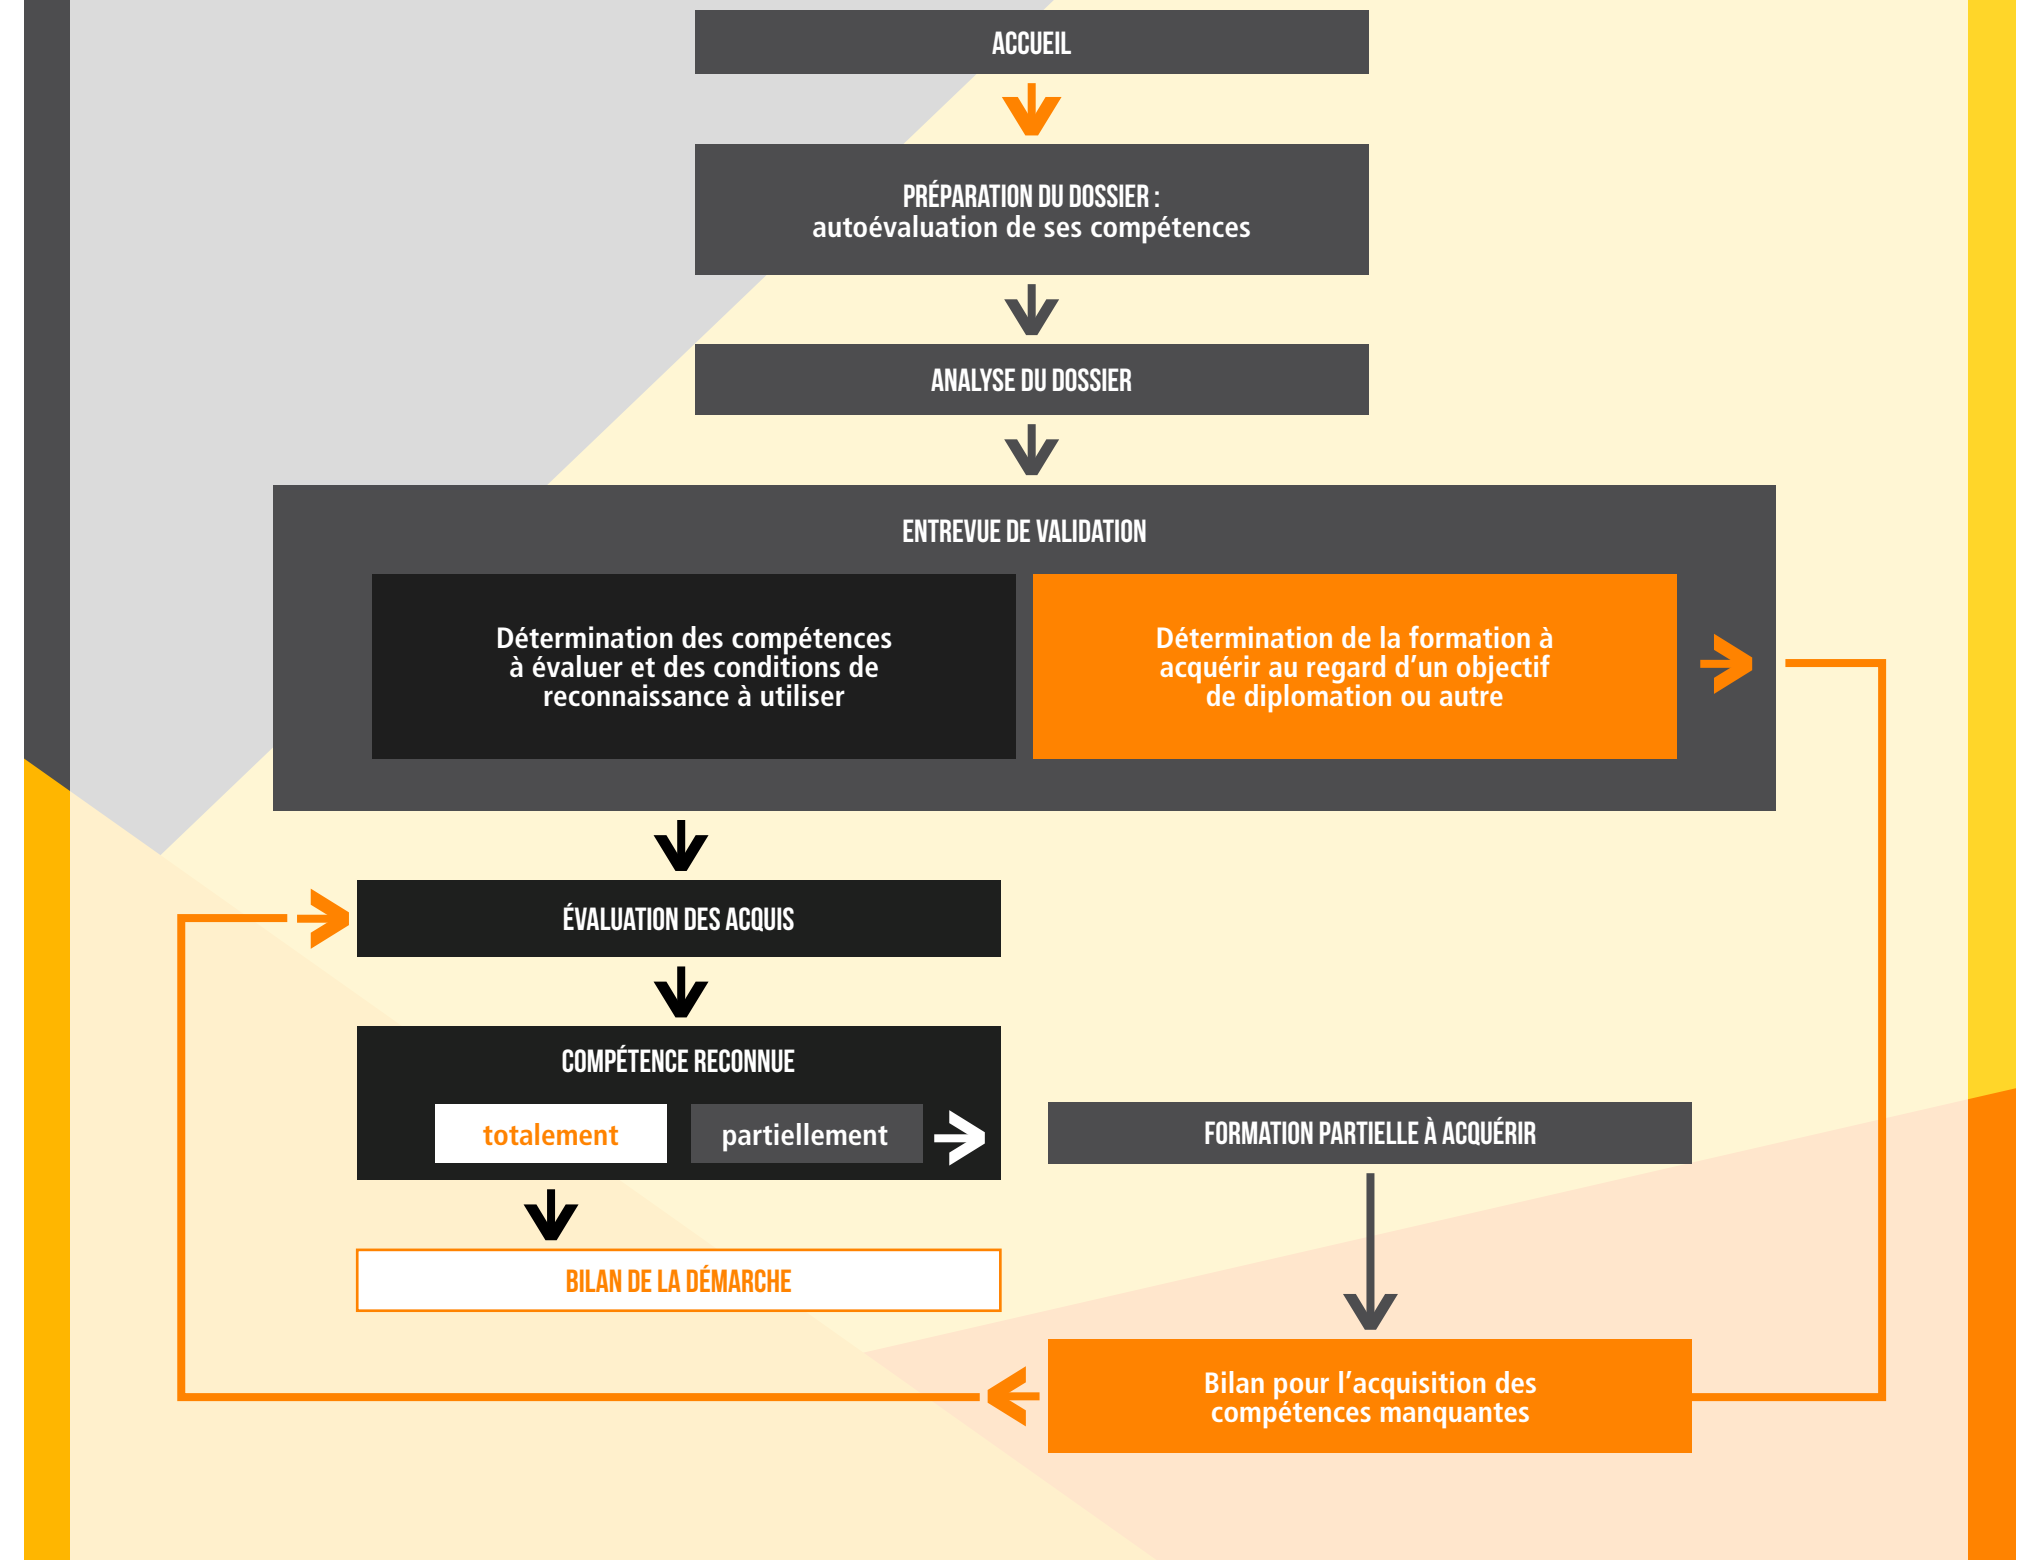 ACCUEIL
PRÉPARATION DU DOSSIER :
autoévaluation de ses compétences
ANALYSE DU DOSSIER
ENTREVUE DE VALIDATION
Détermination des compétences
à évaluer et des conditions de
reconnaissance à utiliser
Détermination de la formation à
acquérir au regard d’un objectif
de diplomation ou autre
ÉVALUATION DES ACQUIS
COMPÉTENCE RECONNUE
totalement
partiellement
FORMATION PARTIELLE À ACQUÉRIR
BILAN DE LA DÉMARCHE
Bilan pour l’acquisition des
compétences manquantes